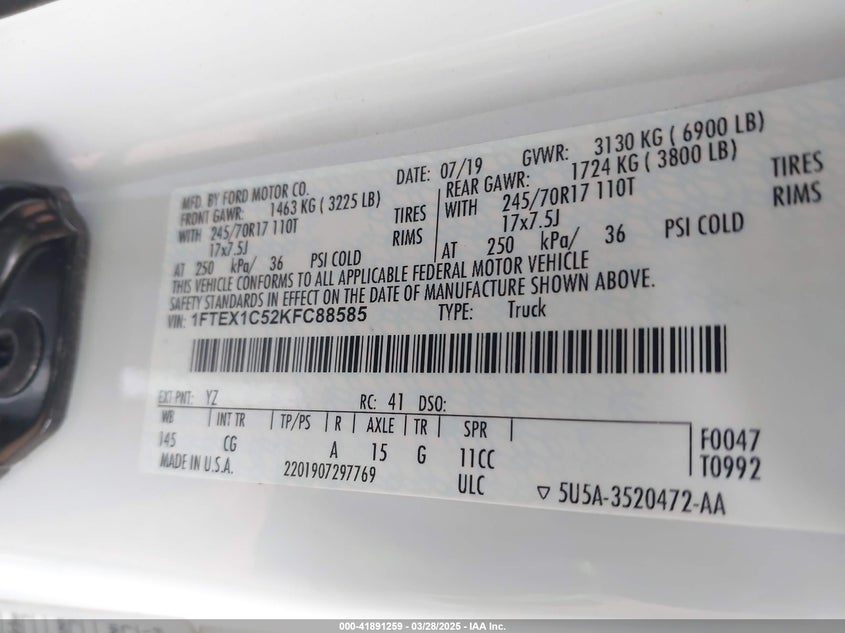 MFD. BY FORD MOTOR CO. DATE: 07/19 GVWR: 3130 KG ( 6900 LB)
FRONT GAWR: 1463 KG ( 3225 LB) REAR GAWR: 1724 KG ( 3800 LB)
WITH 245/70R17 110T TIRES WITH 245/70R17 110T TIRES
17x7.5J RIMS 17x7.5J RIMS
AT 250 kPa/ 36 PSI COLD AT 250 kPa/ 36 PSI COLD
THIS VEHICLE CONFORMS TO ALL APPLICABLE FEDERAL MOTOR VEHICLE
SAFETY STANDARDS IN EFFECT ON THE DATE OF MANUFACTURE SHOWN ABOVE.
VIN: 1FTEX1C52KFC88585 TYPE: Truck
EXT PNT: YZ RC: 41 DSO:
WB INT TR TP/PS R AXLE TR SPR
145 CG A 15 G 11CC F0047
MADE IN U.S.A. 2201907297769 ULC T0992
▽ 5U5A-3520472-AA
000-41891259 - 03/28/2025 - IAA Inc.